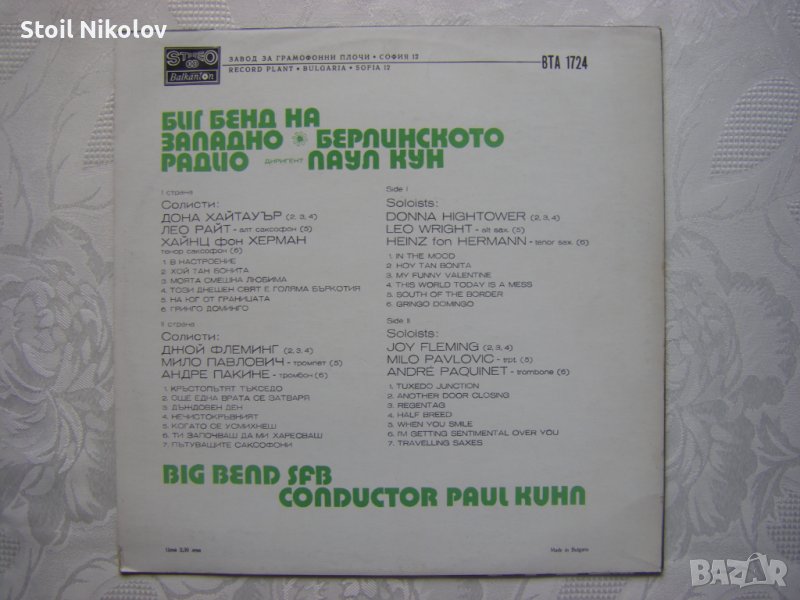 Stoil Nikolov
STEREO
Balkanton
ЗАВОД ЗА ГРАМОФОННИ ПЛОЧИ • СОФИЯ 12
RECORD PLANT • BULGARIA • SOFIA 12
ВТА 1724
БИГ БЕНД НА
ЗАПАДНО БЕРЛИНСКОТО
РАДИО ДИРИГЕНТ ПАУЛ КУН
I страна
Солисти:
ДОНА ХАЙТАУЪР (2, 3, 4)
ЛЕО РАЙТ – алт саксофон (5)
ХАЙНЦ фон ХЕРМАН –
тенор саксофон (6)
1 В НАСТРОЕНИЕ
2 ХОЙ ТАН БОНИТА
3 МОЯТА СМЕШНА ЛЮБИМА
4 ТОЗИ ДНЕШЕН СВЯТ Е ГОЛЯМА БЪРКОТИЯ
5 НА ЮГ ОТ ГРАНИЦАТА
6 ГРИНГО ДОМИНГО
Side I
Soloists:
DONNA HIGHTOWER (2, 3, 4)
LEO WRIGHT – alt sax. (5)
HEINZ fon HERMANN – tenor sax. (6)
1 IN THE MOOD
2 HOY TAN BONITA
3 MY FUNNY VALENTINE
4 THIS WORLD TODAY IS A MESS
5 SOUTH OF THE BORDER
6 GRINGO DOMINGO
II страна
Солисти:
ДЖОЙ ФЛЕМИНГ (2, 3, 4)
МИЛО ПАВЛОВИЧ – тромпет (5)
АНДРЕ ПАКИНЕ – тромбон (6)
1 КРЪСТОПЪТЯТ ТЪКСЕДО
2 ОЩЕ ЕДНА ВРАТА СЕ ЗАТВАРЯ
3 ДЪЖДОВЕН ДЕН
4 НЕЧИСТОКРЪВНИЯТ
5 КОГАТО СЕ УСМИХНЕШ
6 ТИ ЗАПОЧВАШ ДА МИ ХАРЕСВАШ
7 ПЪТУВАЩИТЕ САКСОФОНИ
Side II
Soloists:
JOY FLEMING (2, 3, 4)
MILO PAVLOVIC – trpt. (5)
ANDRÉ PAQUINET – trombone (6)
1 TUXEDO JUNCTION
2 ANOTHER DOOR CLOSING
3 REGENTAG
4 HALF BREED
5 WHEN YOU SMILE
6 I'M GETTING SENTIMENTAL OVER YOU
7 TRAVELLING SAXES
BIG BEND SFB
CONDUCTOR PAUL KUHN
Цена 2,30 лева
Made in Bulgaria
BAZAR